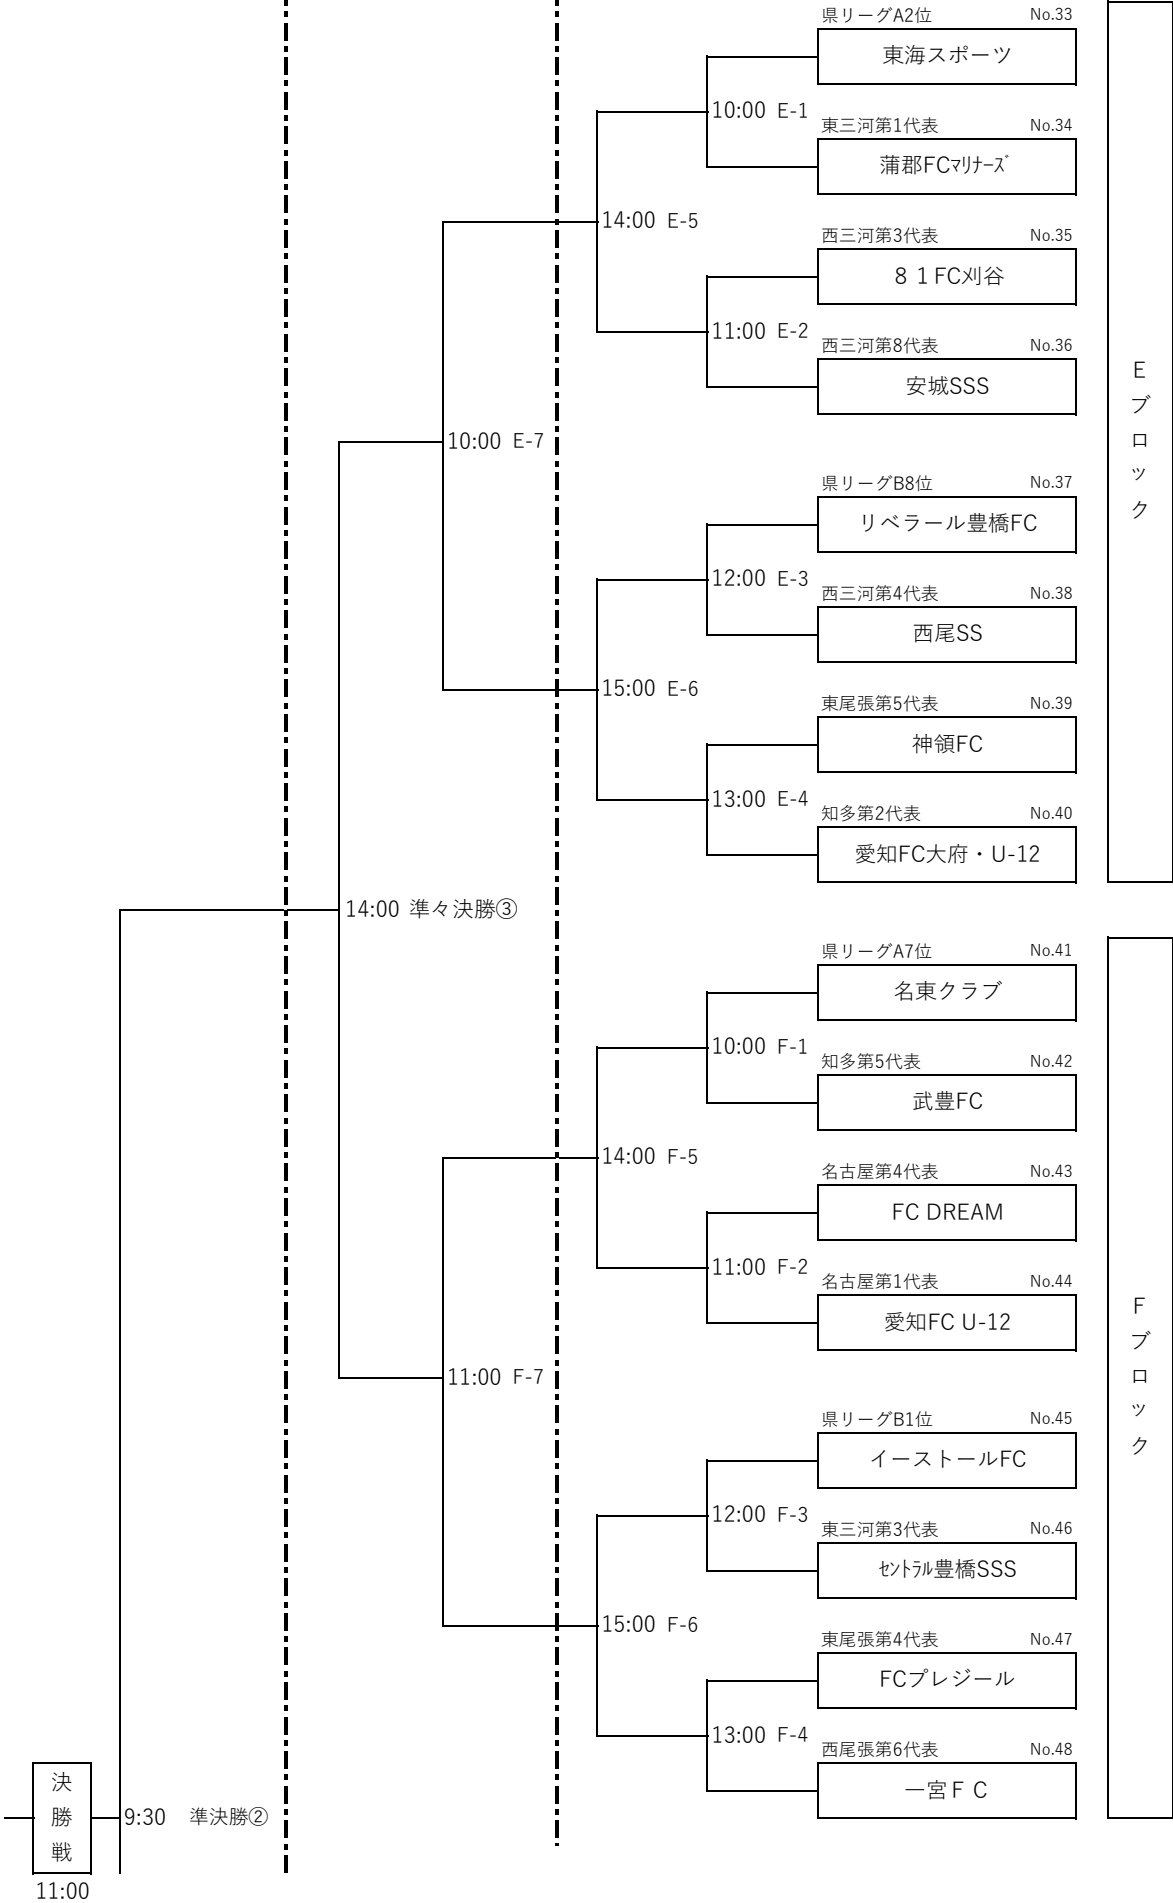 県リーグA2位 No.33
東海スポーツ
10:00 E-1
東三河第1代表 No.34
蒲郡FCﾏﾘﾅｰｽﾞ
14:00 E-5
西三河第3代表 No.35
８１FC刈谷
11:00 E-2
西三河第8代表 No.36
安城SSS
Eブロック
10:00 E-7
県リーグB8位 No.37
リベラール豊橋FC
12:00 E-3
西三河第4代表 No.38
西尾SS
15:00 E-6
東尾張第5代表 No.39
神領FC
13:00 E-4
知多第2代表 No.40
愛知FC大府・U-12
14:00 準々決勝③
県リーグA7位 No.41
名東クラブ
10:00 F-1
知多第5代表 No.42
武豊FC
14:00 F-5
名古屋第4代表 No.43
FC DREAM
11:00 F-2
名古屋第1代表 No.44
愛知FC U-12
Fブロック
11:00 F-7
県リーグB1位 No.45
イーストールFC
12:00 F-3
東三河第3代表 No.46
ｾﾝﾄﾗﾙ豊橋SSS
15:00 F-6
東尾張第4代表 No.47
FCプレジール
13:00 F-4
西尾張第6代表 No.48
一宮ＦＣ
決勝戦
9:30 準決勝②
11:00